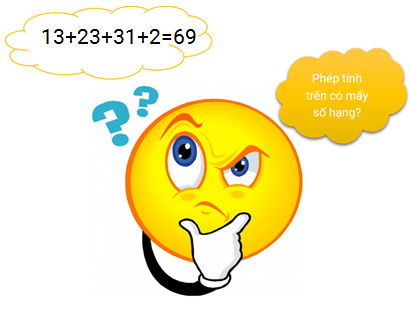 13+23+31+2=69
Phép tính
trên có mấy
số hạng?
??